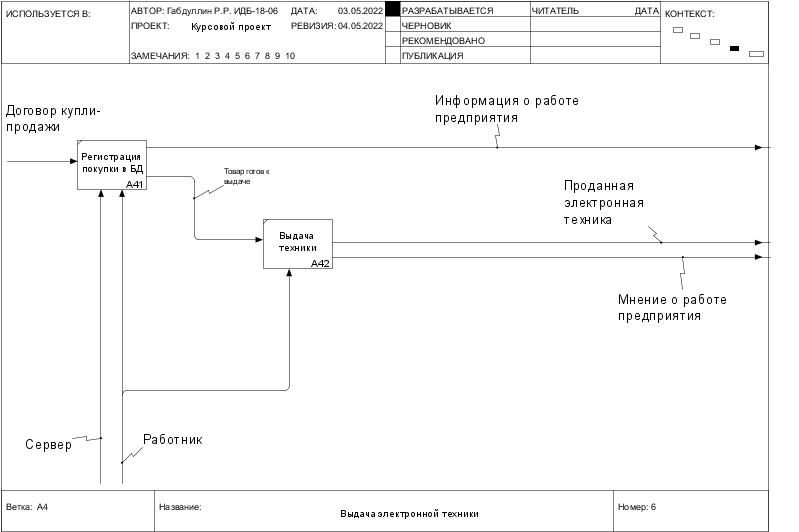 ИСПОЛЬЗУЕТСЯ В:
АВТОР: Габдуллин Р.Р. ИДБ-18-06
ДАТА: 03.05.2022
ПРОЕКТ: Курсовой проект
РЕВИЗИЯ: 04.05.2022
ЗАМЕЧАНИЯ: 1 2 3 4 5 6 7 8 9 10
РАЗРАБАТЫВАЕТСЯ
ЧЕРНОВИК
РЕКОМЕНДОВАНО
ПУБЛИКАЦИЯ
ЧИТАТЕЛЬ ДАТА
КОНТЕКСТ:
Договор купли-
продажи
Информация о работе
предприятия
Регистрация
покупки в БД
A41
Товар готов к
выдаче
Проданная
электронная
техника
Выдача
техники
A42
Мнение о работе
предприятия
Сервер
Работник
Ветка: A4
Название:
Выдача электронной техники
Номер: 6